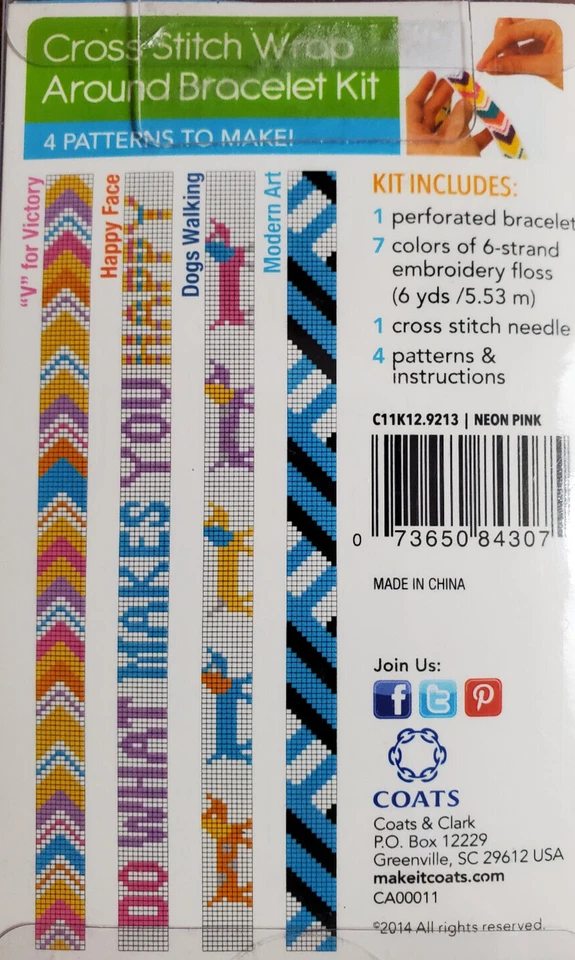 Cross Stitch Wrap
Around Bracelet Kit
4 PATTERNS TO MAKE!
"V" for Victory
Happy Face
DO WHAT MAKES YOU HAPPY
Dogs Walking
Modern Art
KIT INCLUDES:
1 perforated bracelet
7 colors of 6-strand
embroidery floss
(6 yds /5.53 m)
1 cross stitch needle
4 patterns &
instructions
C11K12.9213 | NEON PINK
0 73650 84307
MADE IN CHINA
Join Us:
COATS
Coats & Clark
P.O. Box 12229
Greenville, SC 29612 USA
makeitcoats.com
CA00011
©2014 All rights reserved.